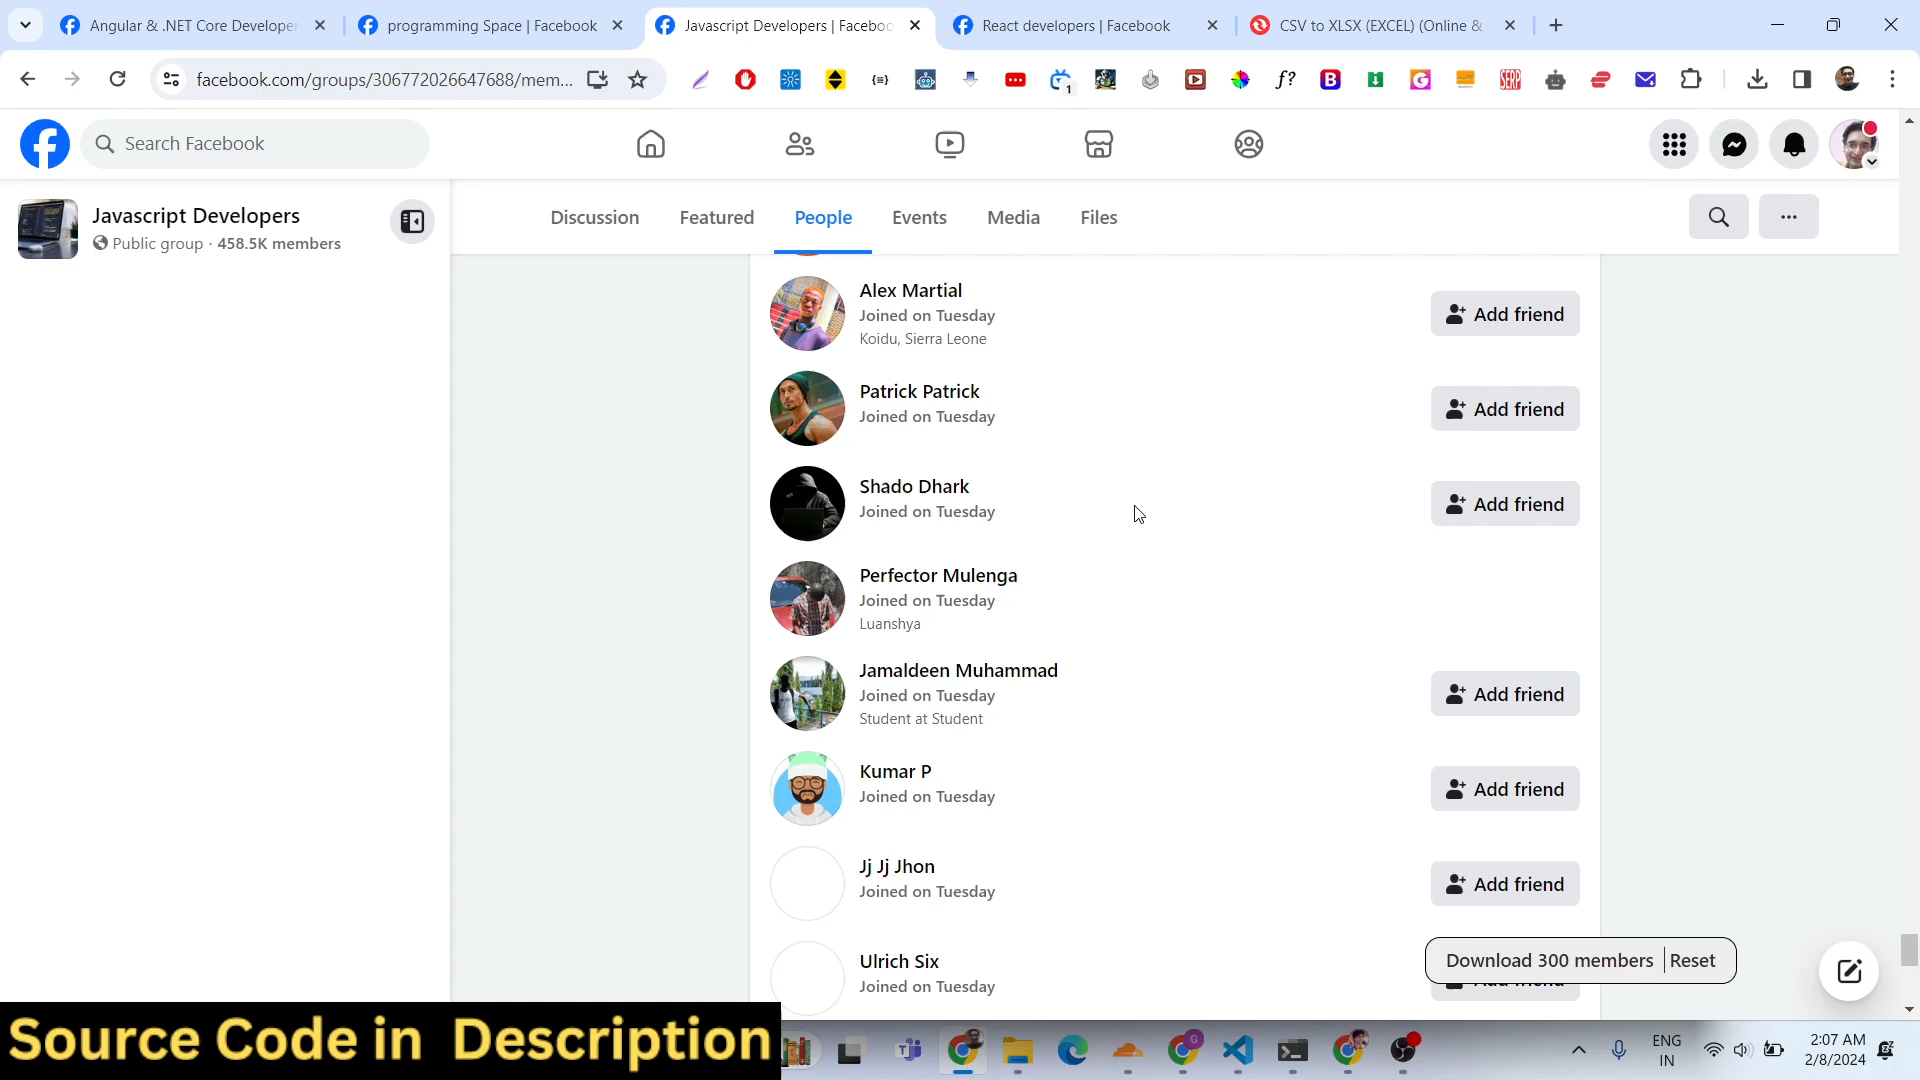 Angular & .NET Core Developer
programming Space | Facebook
Javascript Developers | Faceboo
React developers | Facebook
CSV to XLSX (EXCEL) (Online &
facebook.com/groups/306772026647688/mem...
1
f?
B
G
SERP
Search Facebook
Javascript Developers
Public group · 458.5K members
Discussion
Featured
People
Events
Media
Files
Alex Martial
Joined on Tuesday
Koidu, Sierra Leone
Add friend
Patrick Patrick
Joined on Tuesday
Add friend
Shado Dhark
Joined on Tuesday
Add friend
Perfector Mulenga
Joined on Tuesday
Luanshya
Jamaldeen Muhammad
Joined on Tuesday
Student at Student
Add friend
Kumar P
Joined on Tuesday
Add friend
Jj Jj Jhon
Joined on Tuesday
Add friend
Ulrich Six
Joined on Tuesday
Download 300 members | Reset
Source Code in Description
G
ENG
IN
2:07 AM
2/8/2024